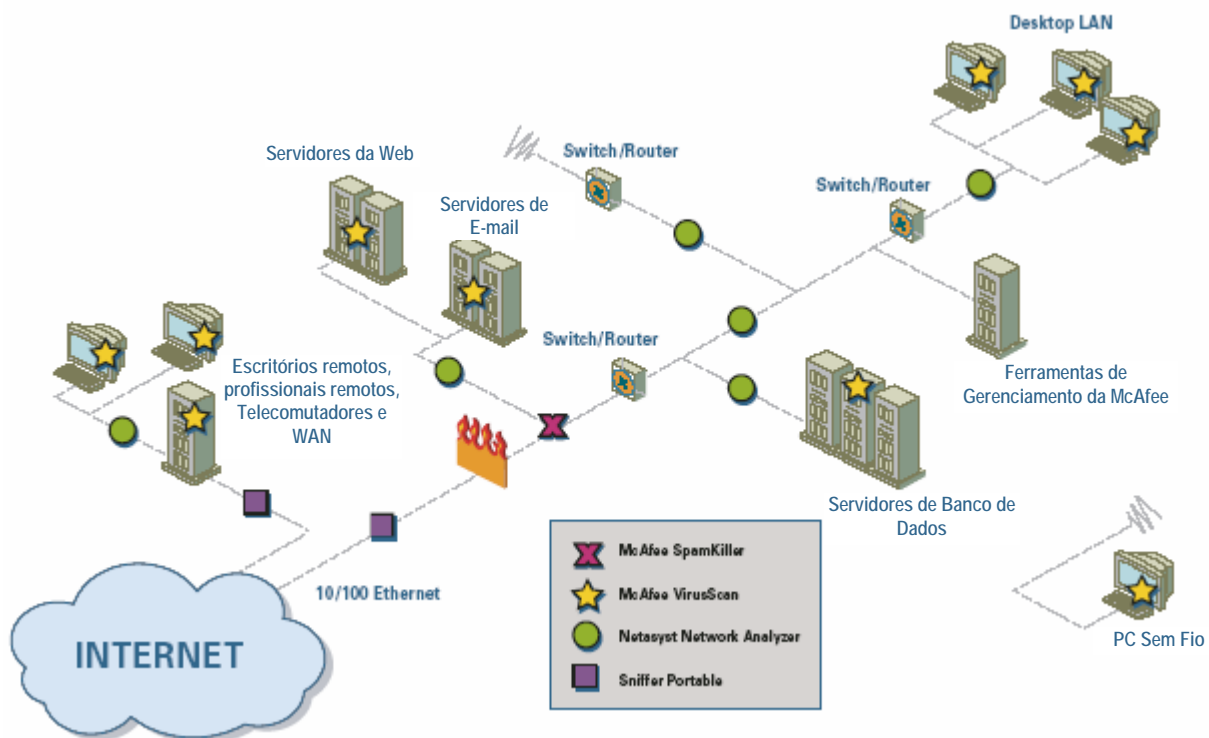 Desktop LAN
Servidores da Web
Switch/Router
Switch/Router
Servidores de
E-mail
Switch/Router
Escritórios remotos,
profissionais remotos,
Telecomutadores e
WAN
Ferramentas de
Gerenciamento da McAfee
Servidores de Banco de
Dados
10/100 Ethernet
INTERNET
McAfee SpamKiller
McAfee VirusScan
Netasyst Network Analyzer
Sniffer Portable
PC Sem Fio